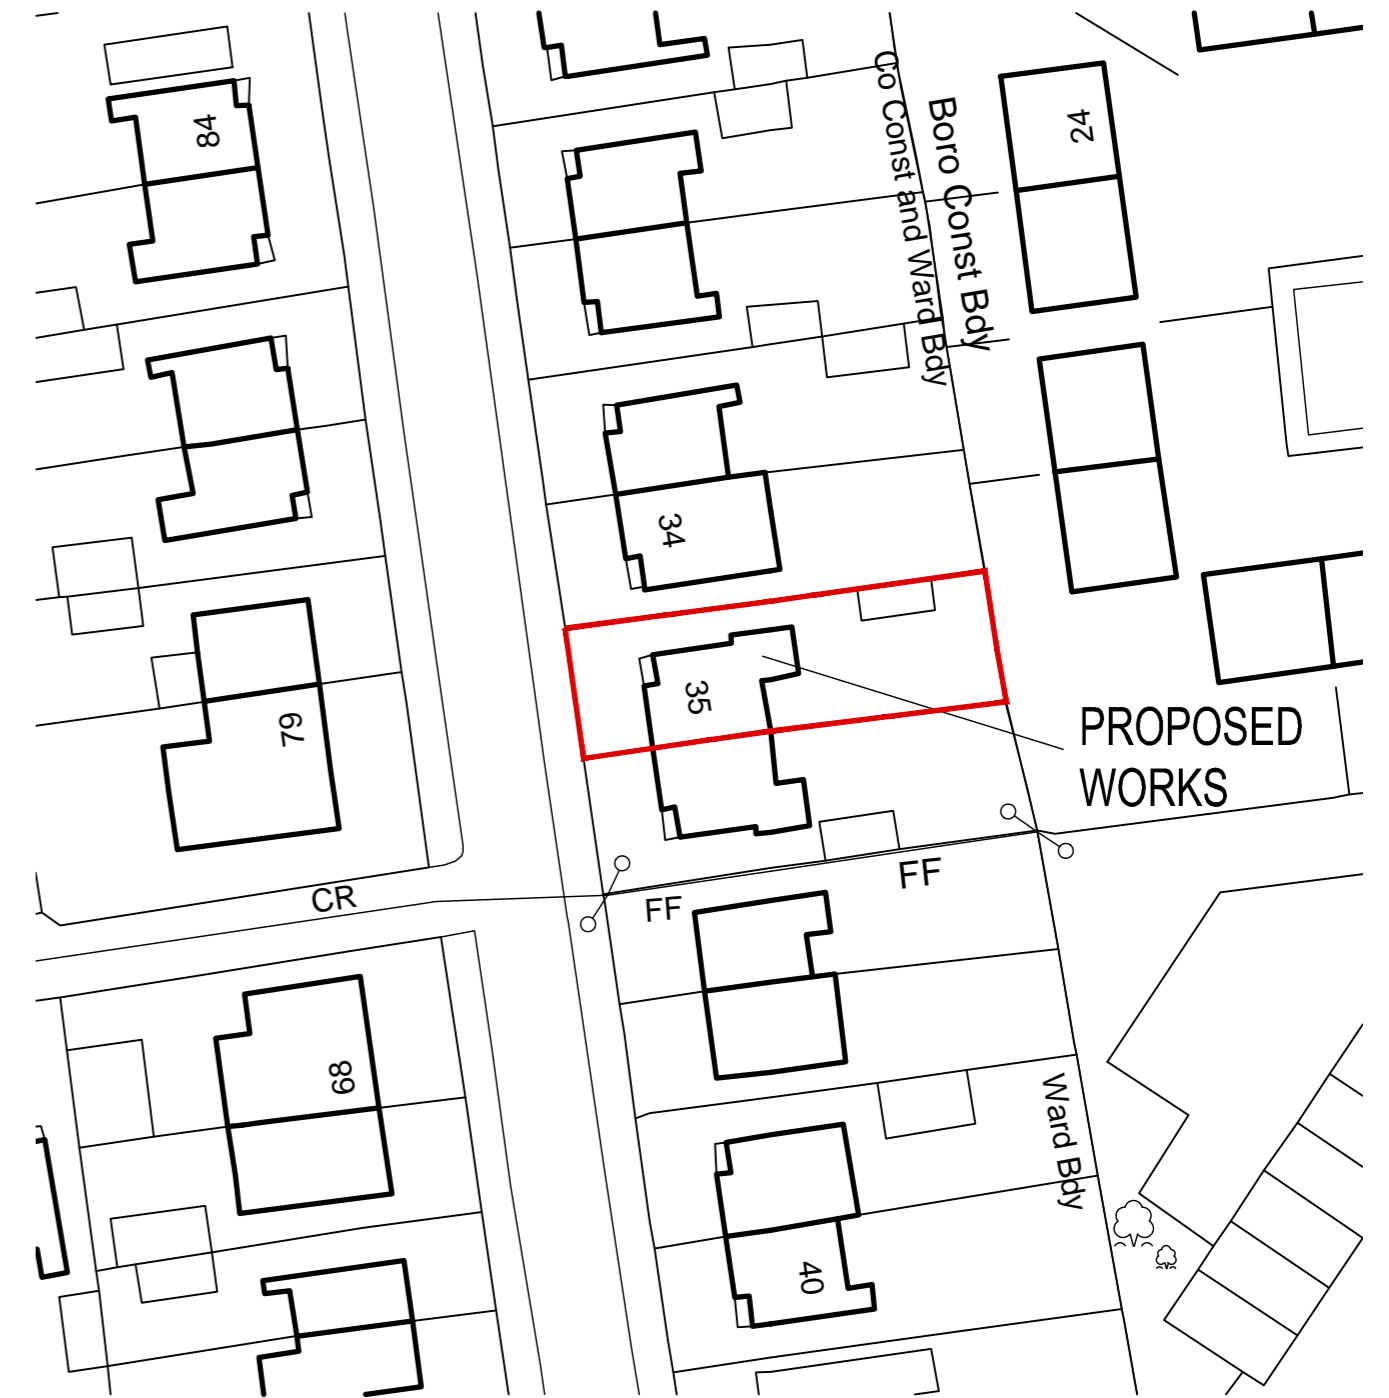 84
24
Boro Const Bdy
Co Const and Ward Bdy
34
35
79
PROPOSED
WORKS
CR
FF
FF
68
Ward Bdy
40